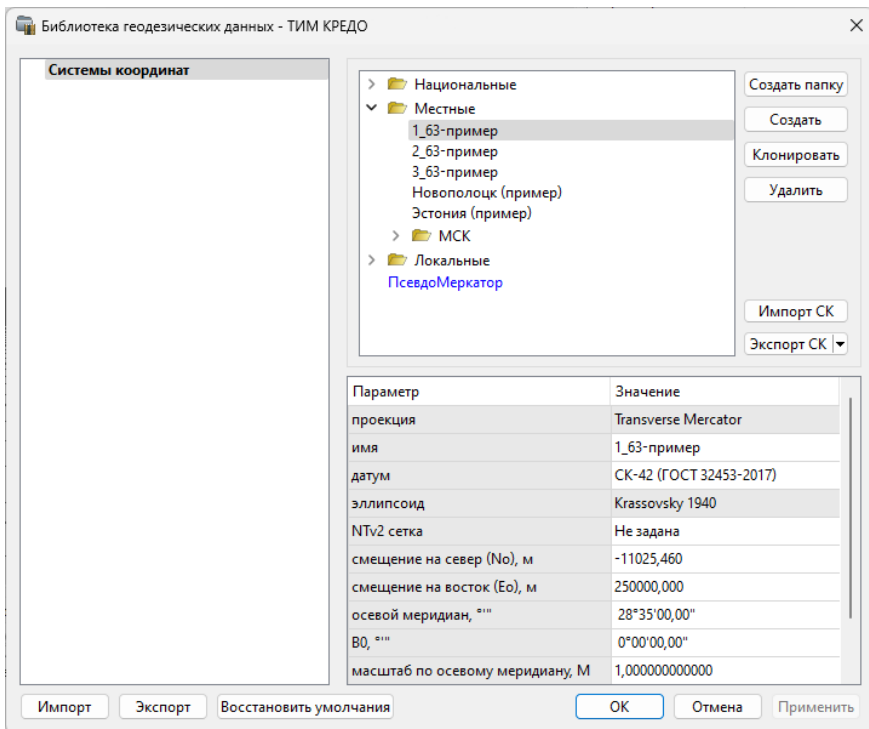 Библиотека геодезических данных - ТИМ КРЕДО
Системы координат
Национальные
Местные
1_63-пример
2_63-пример
3_63-пример
Новополоцк (пример)
Эстония (пример)
МСК
Локальные
ПсевдоМеркатор
Создать папку
Создать
Клонировать
Удалить
Импорт СК
Экспорт СК
Параметр Значение
проекция Transverse Mercator
имя 1_63-пример
датум СК-42 (ГОСТ 32453-2017)
эллипсоид Krassovsky 1940
NTv2 сетка Не задана
смещение на север (No), м -11025,460
смещение на восток (Eo), м 250000,000
осевой меридиан, °'" 28°35'00,00"
B0, °'" 0°00'00,00"
масштаб по осевому меридиану, М 1,000000000000
Импорт Экспорт Восстановить умолчания ОК Отмена Применить